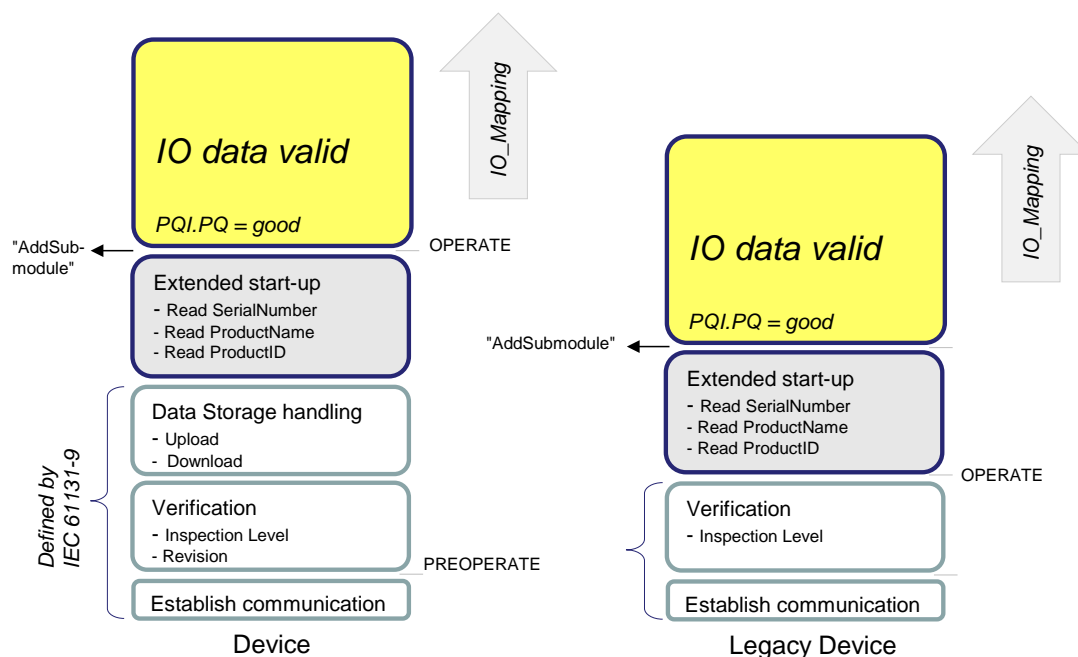 IO data valid
PQI.PQ = good
IO_Mapping
"AddSub-
module"
OPERATE
Extended start-up
- Read SerialNumber
- Read ProductName
- Read ProductID
Data Storage handling
- Upload
- Download
Verification
- Inspection Level
- Revision
PREOPERATE
Establish communication
Defined by
IEC 61131-9
Device
IO data valid
PQI.PQ = good
IO_Mapping
"AddSubmodule"
Extended start-up
- Read SerialNumber
- Read ProductName
- Read ProductID
OPERATE
Verification
- Inspection Level
Establish communication
Legacy Device